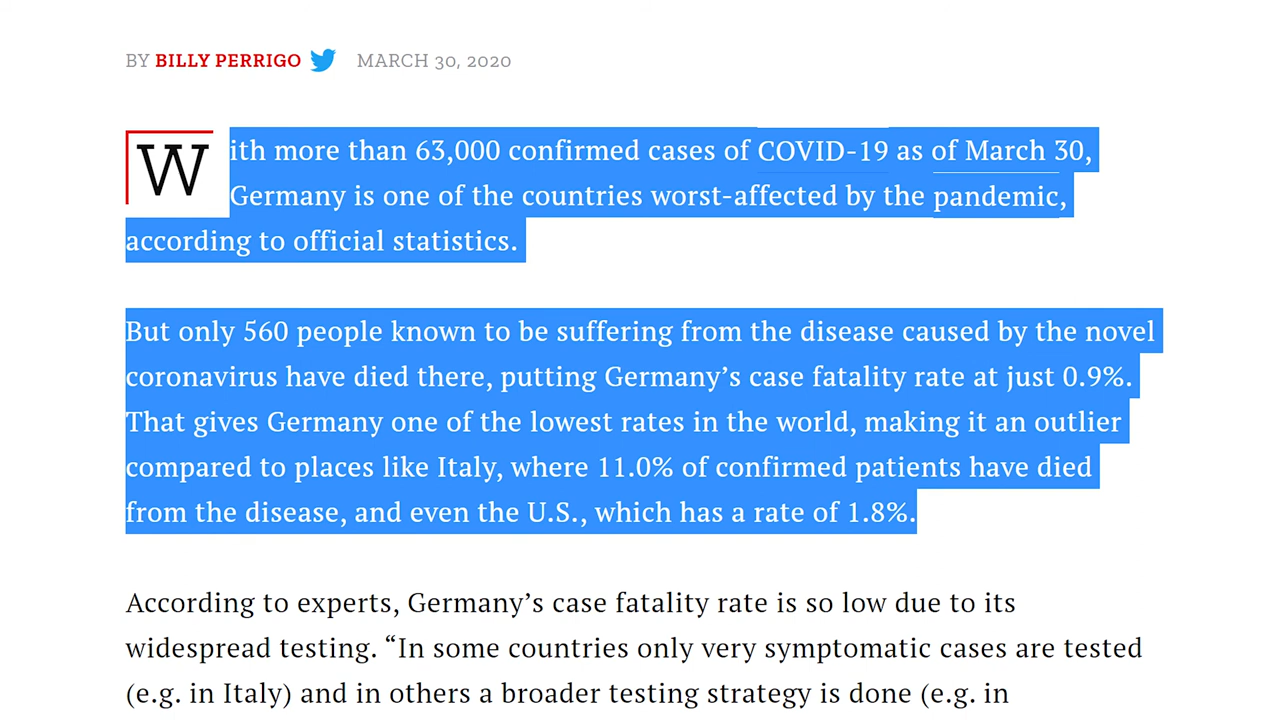 BY BILLY PERRIGO MARCH 30, 2020
With more than 63,000 confirmed cases of COVID-19 as of March 30,
Germany is one of the countries worst-affected by the pandemic,
according to official statistics.
But only 560 people known to be suffering from the disease caused by the novel
coronavirus have died there, putting Germany’s case fatality rate at just 0.9%.
That gives Germany one of the lowest rates in the world, making it an outlier
compared to places like Italy, where 11.0% of confirmed patients have died
from the disease, and even the U.S., which has a rate of 1.8%.
According to experts, Germany’s case fatality rate is so low due to its
widespread testing. “In some countries only very symptomatic cases are tested
(e.g. in Italy) and in others a broader testing strategy is done (e.g. in